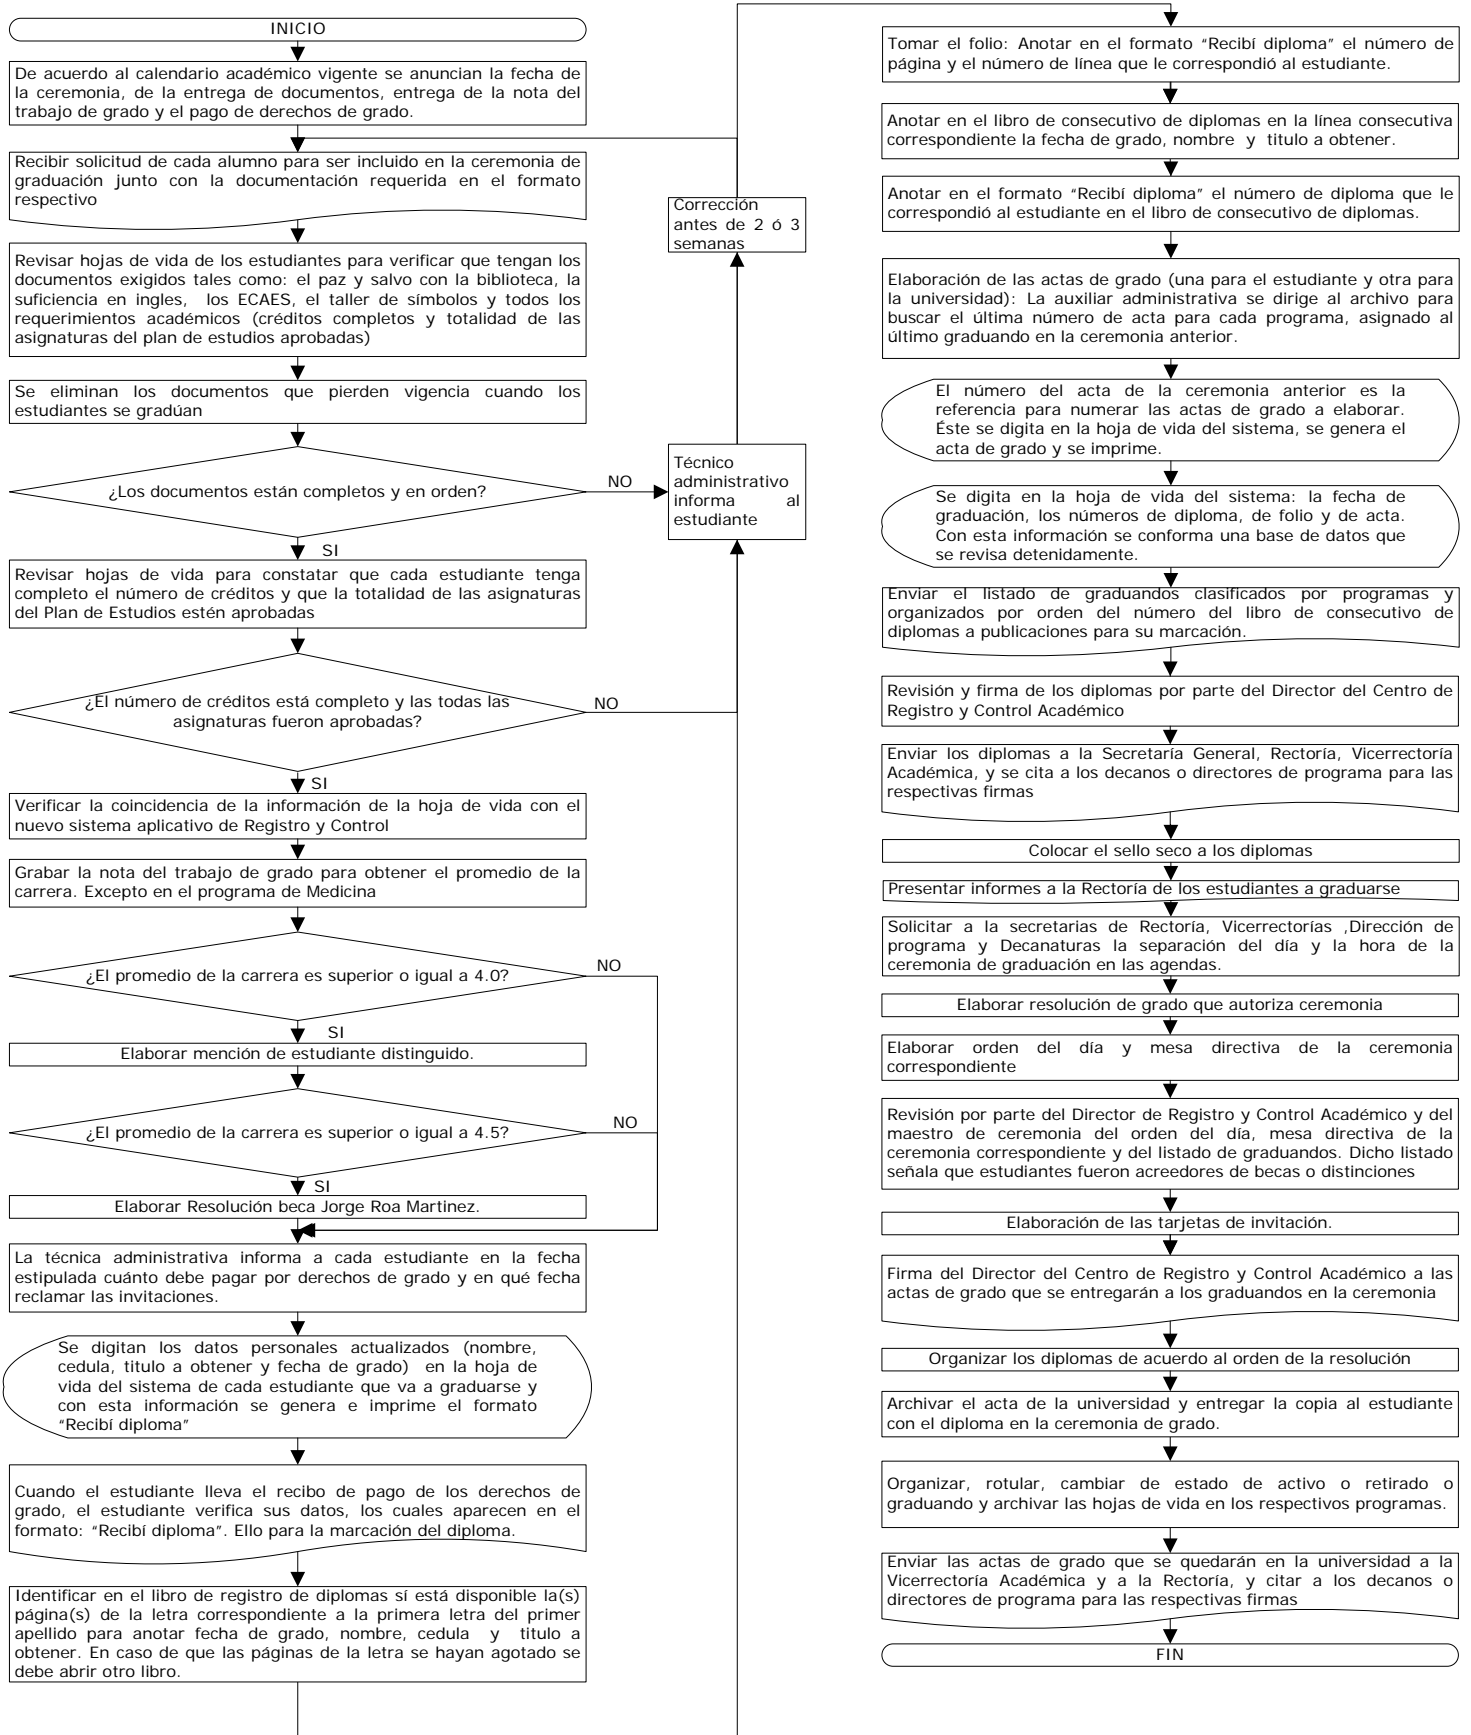 INICIO
De acuerdo al calendario académico vigente se anuncian la fecha de
la ceremonia, de la entrega de documentos, entrega de la nota del
trabajo de grado y el pago de derechos de grado.
Recibir solicitud de cada alumno para ser incluido en la ceremonia de
graduación junto con la documentación requerida en el formato
respectivo
Revisar hojas de vida de los estudiantes para verificar que tengan los
documentos exigidos tales como: el paz y salvo con la biblioteca, la
suficiencia en ingles, los ECAES, el taller de símbolos y todos los
requerimientos académicos (créditos completos y totalidad de las
asignaturas del plan de estudios aprobadas)
Se eliminan los documentos que pierden vigencia cuando los
estudiantes se gradúan
¿Los documentos están completos y en orden?
NO
SI
Técnico
administrativo
informa al
estudiante
Corrección
antes de 2 ó 3
semanas
Revisar hojas de vida para constatar que cada estudiante tenga
completo el número de créditos y que la totalidad de las asignaturas
del Plan de Estudios estén aprobadas
¿El número de créditos está completo y las todas las
asignaturas fueron aprobadas?
NO
SI
Verificar la coincidencia de la información de la hoja de vida con el
nuevo sistema aplicativo de Registro y Control
Grabar la nota del trabajo de grado para obtener el promedio de la
carrera. Excepto en el programa de Medicina
¿El promedio de la carrera es superior o igual a 4.0?
NO
SI
Elaborar mención de estudiante distinguido.
¿El promedio de la carrera es superior o igual a 4.5?
NO
SI
Elaborar Resolución beca Jorge Roa Martinez.
La técnica administrativa informa a cada estudiante en la fecha
estipulada cuánto debe pagar por derechos de grado y en qué fecha
reclamar las invitaciones.
Se digitan los datos personales actualizados (nombre,
cedula, titulo a obtener y fecha de grado) en la hoja de
vida del sistema de cada estudiante que va a graduarse y
con esta información se genera e imprime el formato
“Recibí diploma”
Cuando el estudiante lleva el recibo de pago de los derechos de
grado, el estudiante verifica sus datos, los cuales aparecen en el
formato: “Recibí diploma”. Ello para la marcación del diploma.
Identificar en el libro de registro de diplomas sí está disponible la(s)
página(s) de la letra correspondiente a la primera letra del primer
apellido para anotar fecha de grado, nombre, cedula y titulo a
obtener. En caso de que las páginas de la letra se hayan agotado se
debe abrir otro libro.
Tomar el folio: Anotar en el formato “Recibí diploma” el número de
página y el número de línea que le correspondió al estudiante.
Anotar en el libro de consecutivo de diplomas en la línea consecutiva
correspondiente la fecha de grado, nombre y titulo a obtener.
Anotar en el formato “Recibí diploma” el número de diploma que le
correspondió al estudiante en el libro de consecutivo de diplomas.
Elaboración de las actas de grado (una para el estudiante y otra para
la universidad): La auxiliar administrativa se dirige al archivo para
buscar el última número de acta para cada programa, asignado al
último graduando en la ceremonia anterior.
El número del acta de la ceremonia anterior es la
referencia para numerar las actas de grado a elaborar.
Éste se digita en la hoja de vida del sistema, se genera el
acta de grado y se imprime.
Se digita en la hoja de vida del sistema: la fecha de
graduación, los números de diploma, de folio y de acta.
Con esta información se conforma una base de datos que
se revisa detenidamente.
Enviar el listado de graduandos clasificados por programas y
organizados por orden del número del libro de consecutivo de
diplomas a publicaciones para su marcación.
Revisión y firma de los diplomas por parte del Director del Centro de
Registro y Control Académico
Enviar los diplomas a la Secretaría General, Rectoría, Vicerrectoría
Académica, y se cita a los decanos o directores de programa para las
respectivas firmas
Colocar el sello seco a los diplomas
Presentar informes a la Rectoría de los estudiantes a graduarse
Solicitar a la secretarias de Rectoría, Vicerrectorías ,Dirección de
programa y Decanaturas la separación del día y la hora de la
ceremonia de graduación en las agendas.
Elaborar resolución de grado que autoriza ceremonia
Elaborar orden del día y mesa directiva de la ceremonia
correspondiente
Revisión por parte del Director de Registro y Control Académico y del
maestro de ceremonia del orden del día, mesa directiva de la
ceremonia correspondiente y del listado de graduandos. Dicho listado
señala que estudiantes fueron acreedores de becas o distinciones
Elaboración de las tarjetas de invitación.
Firma del Director del Centro de Registro y Control Académico a las
actas de grado que se entregarán a los graduandos en la ceremonia
Organizar los diplomas de acuerdo al orden de la resolución
Archivar el acta de la universidad y entregar la copia al estudiante
con el diploma en la ceremonia de grado.
Organizar, rotular, cambiar de estado de activo o retirado o
graduando y archivar las hojas de vida en los respectivos programas.
Enviar las actas de grado que se quedarán en la universidad a la
Vicerrectoría Académica y a la Rectoría, y citar a los decanos o
directores de programa para las respectivas firmas
FIN